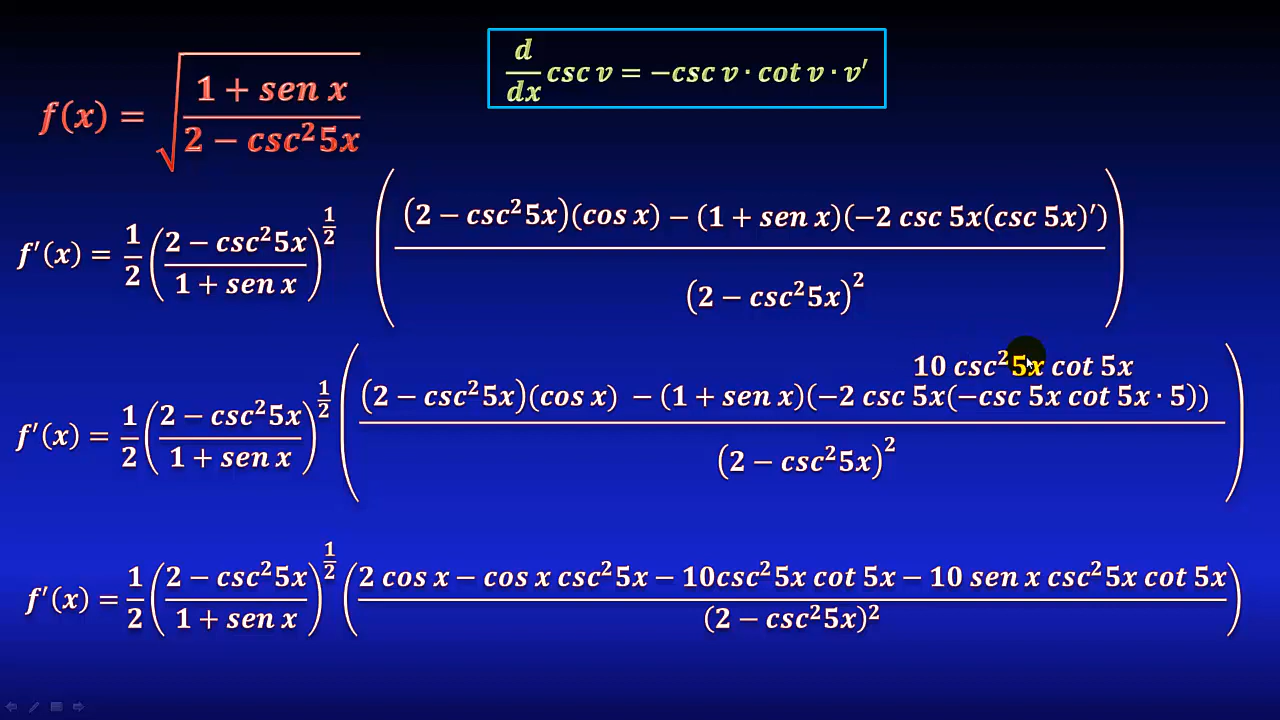 d/dx csc v = −csc v · cot v · v′
f(x) = √((1 + sen x)/(2 − csc²5x))
f′(x) = 1/2 ((2 − csc²5x)/(1 + sen x))^(1/2) (((2 − csc²5x)(cos x) − (1 + sen x)(−2 csc 5x(csc 5x)′)/(2 − csc²5x)²)
10 csc²5x cot 5x
f′(x) = 1/2 ((2 − csc²5x)/(1 + sen x))^(1/2) (((2 − csc²5x)(cos x) − (1 + sen x)(−2 csc 5x(−csc 5x cot 5x · 5)))/(2 − csc²5x)²)
f′(x) = 1/2 ((2 − csc²5x)/(1 + sen x))^(1/2) ((2 cos x − cos x csc²5x − 10csc²5x cot 5x − 10 sen x csc²5x cot 5x)/(2 − csc²5x)²)